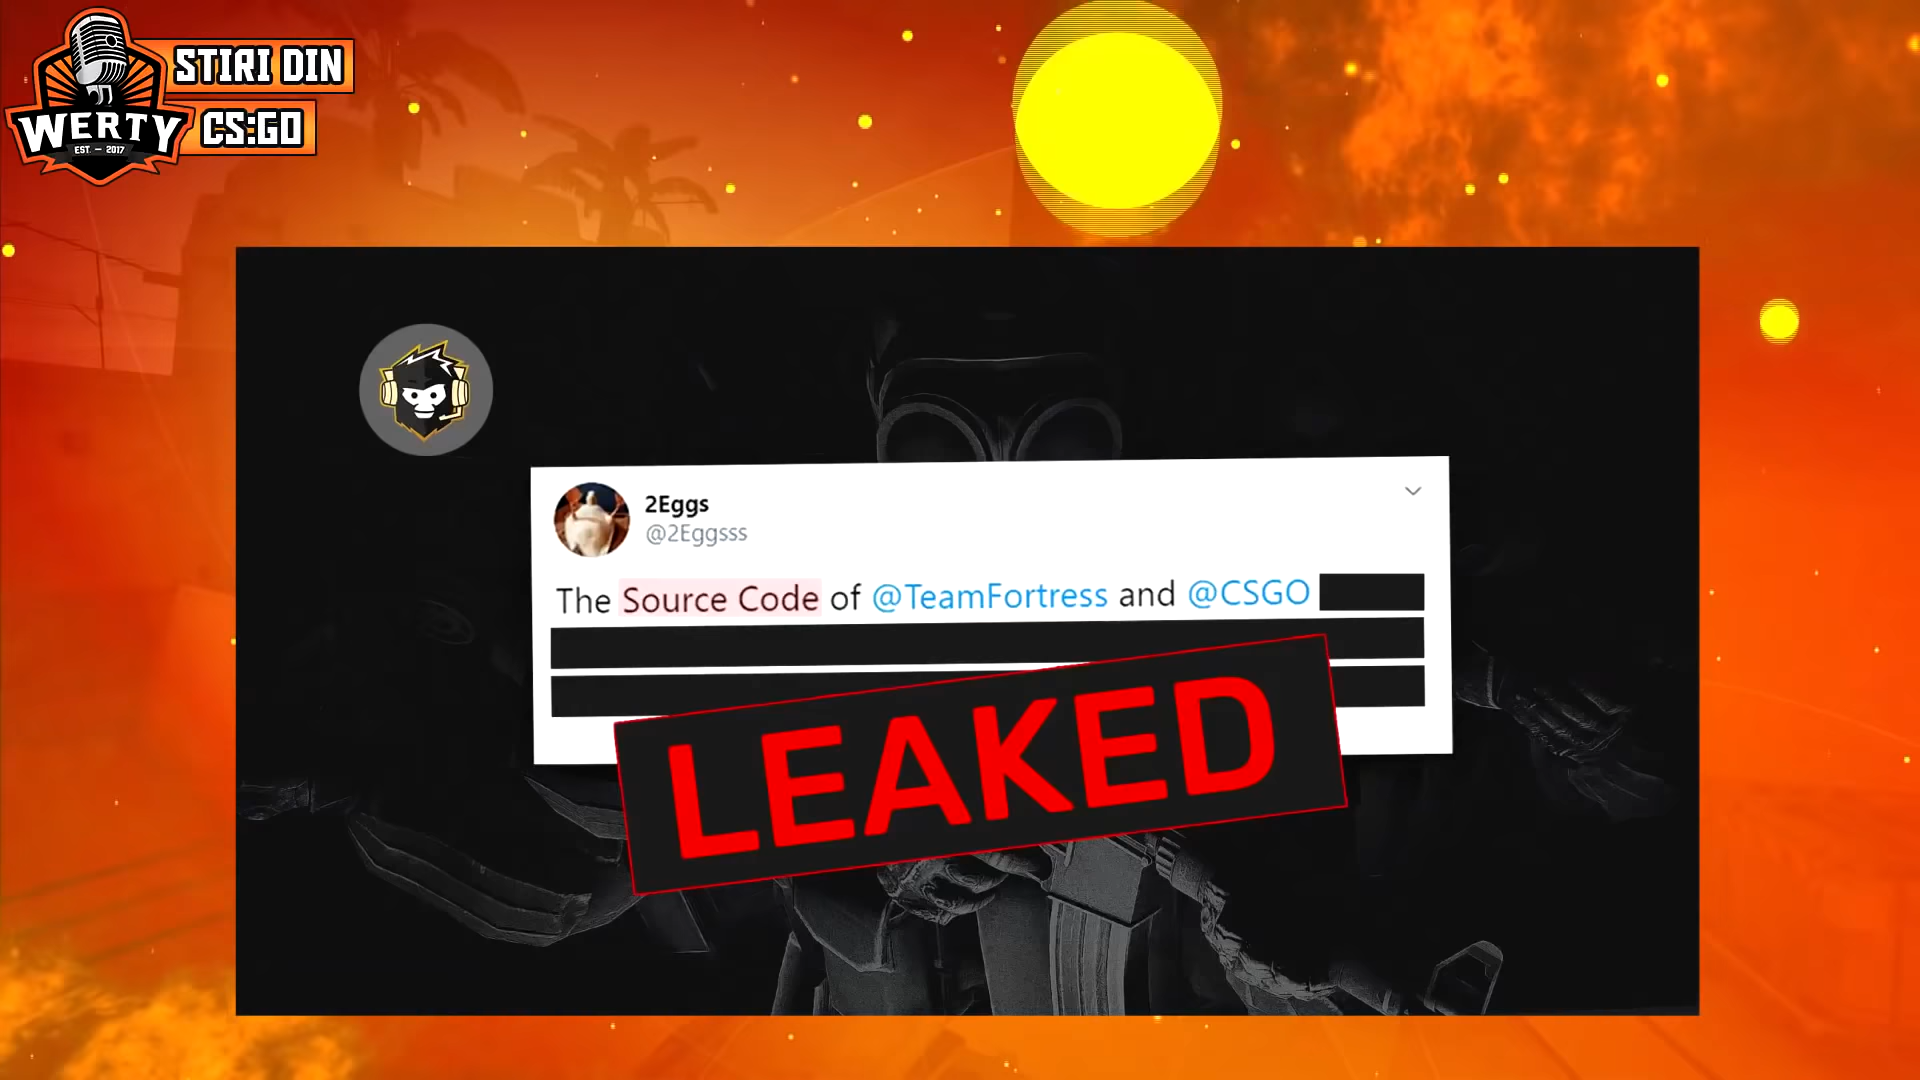 STIRI DIN
WERTY
CS:GO
EST. – 2017
2Eggs
@2Eggsss
The Source Code of @TeamFortress and @CSGO
LEAKED